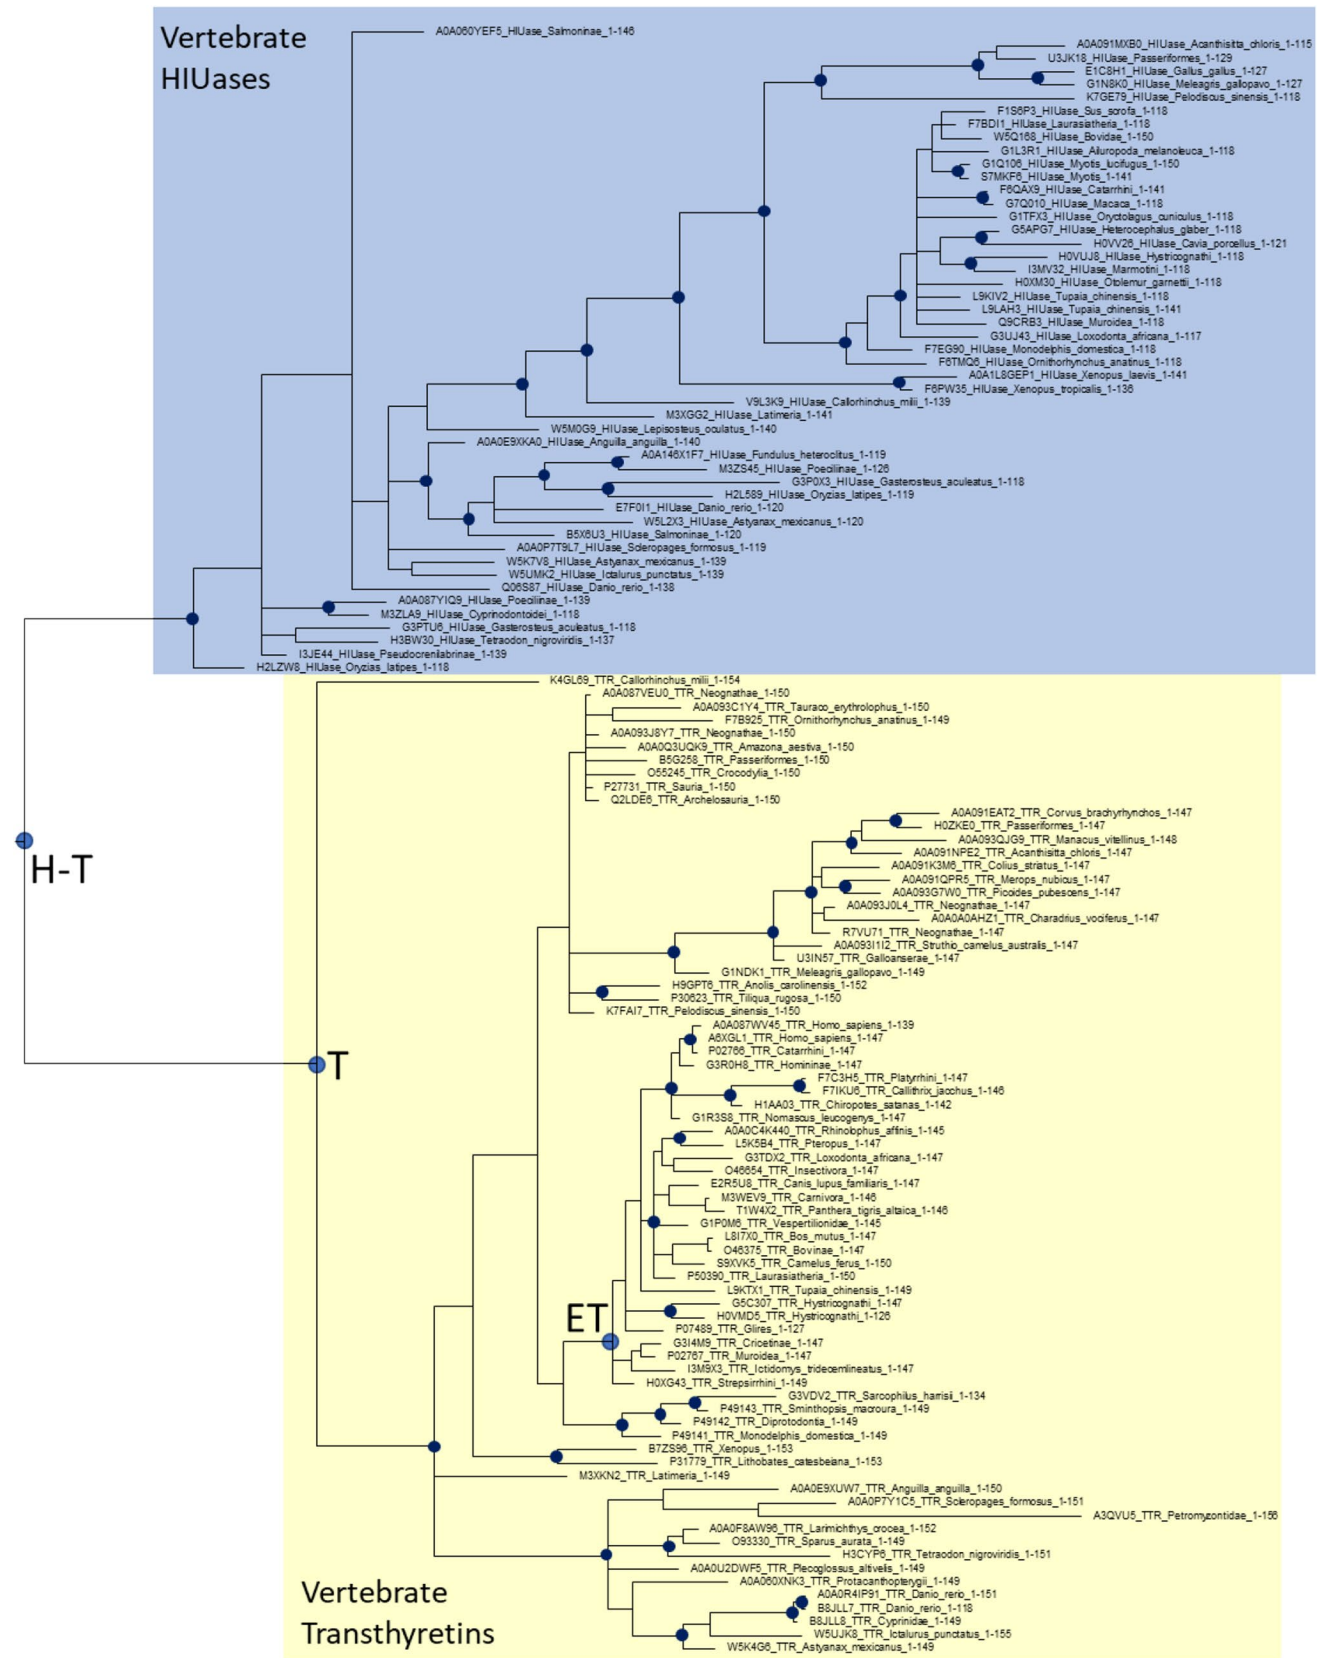 Vertebrate
HIUases
A0A060YEF5_HIUase_Salmoninae_1-146
A0A091MXB0_HIUase_Acanthisitta_chloris_1-115
U3JK18_HIUase_Passeriformes_1-129
E1C8H1_HIUase_Gallus_gallus_1-127
G1N8K0_HIUase_Meleagris_gallopavo_1-127
K7GE79_HIUase_Pelodiscus_sinensis_1-118
F1S6P3_HIUase_Sus_scrofa_1-118
F7BDI1_HIUase_Laurasiatheria_1-118
W5Q168_HIUase_Bovidae_1-150
G1L3R1_HIUase_Ailuropoda_melanoleuca_1-118
G1Q106_HIUase_Myotis_lucifugus_1-150
S7MKF6_HIUase_Myotis_1-141
F6QAX9_HIUase_Catarrhini_1-141
G7Q010_HIUase_Macaca_1-118
G1TFX3_HIUase_Oryctolagus_cuniculus_1-118
G5APG7_HIUase_Heterocephalus_glaber_1-118
H0VV26_HIUase_Cavia_porcellus_1-121
H0VUJ8_HIUase_Hystricognathi_1-118
I3MV32_HIUase_Marmotini_1-118
H0XM30_HIUase_Otolemur_garnettii_1-118
L9KIV2_HIUase_Tupaia_chinensis_1-118
L9LAH3_HIUase_Tupaia_chinensis_1-141
Q9CRB3_HIUase_Muroidea_1-118
G3UJ43_HIUase_Loxodonta_africana_1-117
F7EG90_HIUase_Monodelphis_domestica_1-118
F6TMQ6_HIUase_Ornithorhynchus_anatinus_1-118
A0A1L8GEP1_HIUase_Xenopus_laevis_1-141
F6PW35_HIUase_Xenopus_tropicalis_1-136
V9L3K9_HIUase_Callorhinchus_milii_1-139
M3XGG2_HIUase_Latimeria_1-141
W5M0G9_HIUase_Lepisosteus_oculatus_1-140
A0A0E9XKA0_HIUase_Anguilla_anguilla_1-140
A0A146X1F7_HIUase_Fundulus_heteroclitus_1-119
M3ZS45_HIUase_Poeciliinae_1-126
G3P0X3_HIUase_Gasterosteus_aculeatus_1-118
H2L589_HIUase_Oryzias_latipes_1-119
E7F0I1_HIUase_Danio_rerio_1-120
W5L2X3_HIUase_Astyanax_mexicanus_1-120
B5X6U3_HIUase_Salmoninae_1-120
A0A0P7T9L7_HIUase_Scleropages_formosus_1-119
W5K7V8_HIUase_Astyanax_mexicanus_1-139
W5UMK2_HIUase_Ictalurus_punctatus_1-139
Q06S87_HIUase_Danio_rerio_1-138
A0A087YIQ9_HIUase_Poeciliinae_1-139
M3ZLA9_HIUase_Cyprinodontoidei_1-118
G3PTU6_HIUase_Gasterosteus_aculeatus_1-118
H3BW30_HIUase_Tetraodon_nigroviridis_1-137
I3JE44_HIUase_Pseudocrenilabrinae_1-139
H2LZW8_HIUase_Oryzias_latipes_1-118
K4GL69_TTR_Callorhinchus_milii_1-154
A0A087VEU0_TTR_Neognathae_1-150
A0A093C1Y4_TTR_Tauraco_erythrolophus_1-150
F7B925_TTR_Ornithorhynchus_anatinus_1-149
A0A093J8Y7_TTR_Neognathae_1-150
A0A0Q3UQK9_TTR_Amazona_aestiva_1-150
B5G258_TTR_Passeriformes_1-150
O55245_TTR_Crocodylia_1-150
P27731_TTR_Sauria_1-150
Q2LDE6_TTR_Archelosauria_1-150
A0A091EAT2_TTR_Corvus_brachyrhynchos_1-147
H0ZKE0_TTR_Passeriformes_1-147
A0A093QJG9_TTR_Manacus_vitellinus_1-148
A0A091NPE2_TTR_Acanthisitta_chloris_1-147
A0A091K3M6_TTR_Colius_striatus_1-147
A0A091QPR5_TTR_Merops_nubicus_1-147
A0A093G7W0_TTR_Picoides_pubescens_1-147
A0A093J0L4_TTR_Neognathae_1-147
A0A0A0AHZ1_TTR_Charadrius_vociferus_1-147
R7VU71_TTR_Neognathae_1-147
A0A093I1I2_TTR_Struthio_camelus_australis_1-147
U3IN57_TTR_Galloanserae_1-147
G1NDK1_TTR_Meleagris_gallopavo_1-149
H9GPT6_TTR_Anolis_carolinensis_1-152
P30623_TTR_Tiliqua_rugosa_1-150
K7FAI7_TTR_Pelodiscus_sinensis_1-150
H-T
T
A0A087WV45_TTR_Homo_sapiens_1-139
A6XGL1_TTR_Homo_sapiens_1-147
P02766_TTR_Catarrhini_1-147
G3R0H8_TTR_Homininae_1-147
F7C3H5_TTR_Platyrrhini_1-147
F7IKU6_TTR_Callithrix_jacchus_1-146
H1AA03_TTR_Chiropotes_satanas_1-142
G1R3S8_TTR_Nomascus_leucogenys_1-147
A0A0C4K440_TTR_Rhinolophus_affinis_1-145
L5K5B4_TTR_Pteropus_1-147
G3TDX2_TTR_Loxodonta_africana_1-147
O46654_TTR_Insectivora_1-147
E2R5U8_TTR_Canis_lupus_familiaris_1-147
M3WEV9_TTR_Carnivora_1-146
T1W4X2_TTR_Panthera_tigris_altaica_1-146
G1P0M6_TTR_Vespertilionidae_1-145
L8I7X0_TTR_Bos_mutus_1-147
O46375_TTR_Bovinae_1-147
S9XVK5_TTR_Camelus_ferus_1-150
P50390_TTR_Laurasiatheria_1-150
L9KTX1_TTR_Tupaia_chinensis_1-149
G5C307_TTR_Hystricognathi_1-147
H0VMD5_TTR_Hystricognathi_1-126
ET
P07489_TTR_Glires_1-127
G3I4M9_TTR_Cricetinae_1-147
P02767_TTR_Muroidea_1-147
I3M9X3_TTR_Ictidomys_tridecemlineatus_1-147
H0XG43_TTR_Strepsirrhini_1-149
G3VDV2_TTR_Sarcophilus_harrisii_1-134
P49143_TTR_Sminthopsis_macroura_1-149
P49142_TTR_Diprotodontia_1-149
P49141_TTR_Monodelphis_domestica_1-149
B7ZS96_TTR_Xenopus_1-153
P31779_TTR_Lithobates_catesbeiana_1-153
M3XKN2_TTR_Latimeria_1-149
A0A0E9XUW7_TTR_Anguilla_anguilla_1-150
A0A0P7Y1C5_TTR_Scleropages_formosus_1-151
A3QVU5_TTR_Petromyzontidae_1-156
A0A0F8AW96_TTR_Larimichthys_crocea_1-152
O93330_TTR_Sparus_aurata_1-149
H3CYP6_TTR_Tetraodon_nigroviridis_1-151
A0A0U2DWF5_TTR_Plecoglossus_altivelis_1-149
A0A060XNK3_TTR_Protacanthopterygii_1-149
A0A0R4IP91_TTR_Danio_rerio_1-151
B8JLL7_TTR_Danio_rerio_1-118
B8JLL8_TTR_Cyprinidae_1-149
W5UJK8_TTR_Ictalurus_punctatus_1-155
W5K4G6_TTR_Astyanax_mexicanus_1-149
Vertebrate
Transthyretins